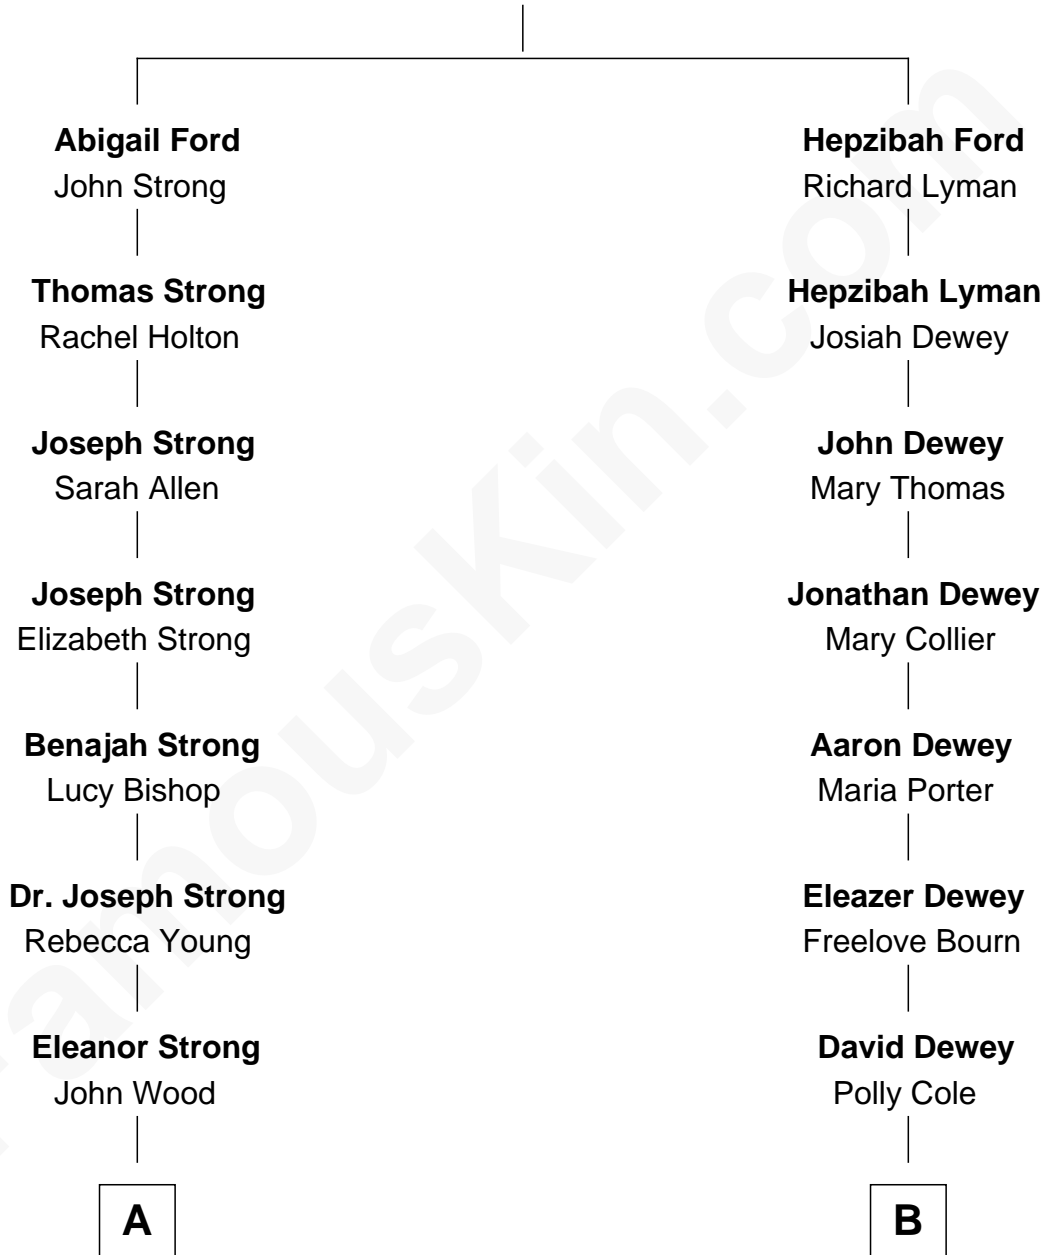 Abigail Ford
John Strong
Hepzibah Ford
Richard Lyman
Thomas Strong
Rachel Holton
Hepzibah Lyman
Josiah Dewey
Joseph Strong
Sarah Allen
John Dewey
Mary Thomas
Joseph Strong
Elizabeth Strong
Jonathan Dewey
Mary Collier
Benajah Strong
Lucy Bishop
Aaron Dewey
Maria Porter
Dr. Joseph Strong
Rebecca Young
Eleazer Dewey
Freelove Bourn
Eleanor Strong
John Wood
David Dewey
Polly Cole
A
B
FamousKin.com